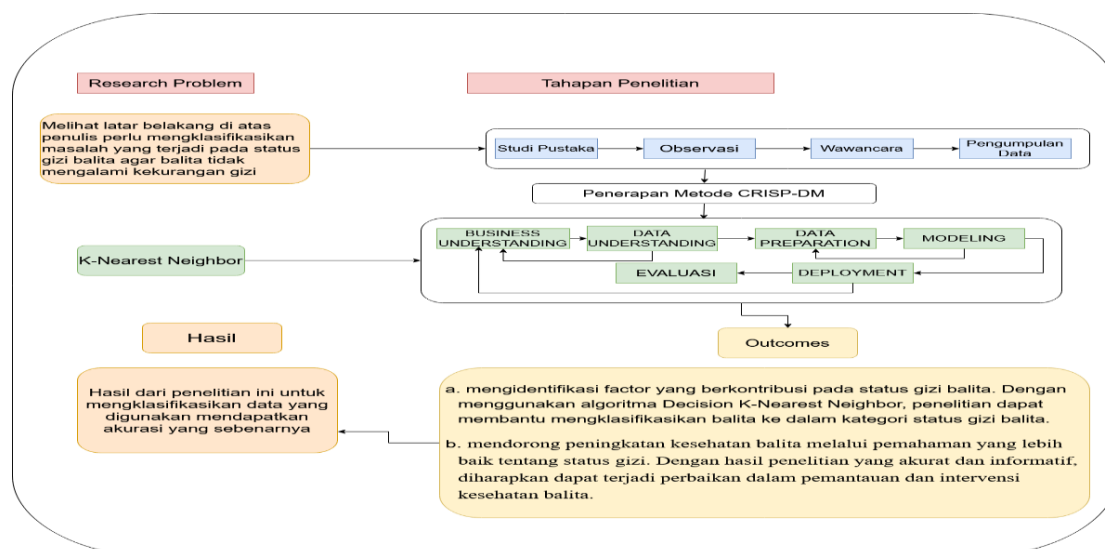 Research Problem
Tahapan Penelitian
Melihat latar belakang di atas
penulis perlu mengklasifikasikan
masalah yang terjadi pada status
gizi balita agar balita tidak
mengalami kekurangan gizi
Studi Pustaka
Observasi
Wawancara
Pengumpulan
Data
Penerapan Metode CRISP-DM
K-Nearest Neighbor
BUSINESS
UNDERSTANDING
DATA
UNDERSTANDING
DATA
PREPARATION
MODELING
EVALUASI
DEPLOYMENT
Hasil
Outcomes
Hasil dari penelitian ini untuk
mengklasifikasikan data yang
digunakan mendapatkan
akurasi yang sebenarnya
a. mengidentifikasi factor yang berkontribusi pada status gizi balita. Dengan
menggunakan algoritma Decision K-Nearest Neighbor, penelitian dapat
membantu mengklasifikasikan balita ke dalam kategori status gizi balita.
b. mendorong peningkatan kesehatan balita melalui pemahaman yang lebih
baik tentang status gizi. Dengan hasil penelitian yang akurat dan informatif,
diharapkan dapat terjadi perbaikan dalam pemantauan dan intervensi
kesehatan balita.